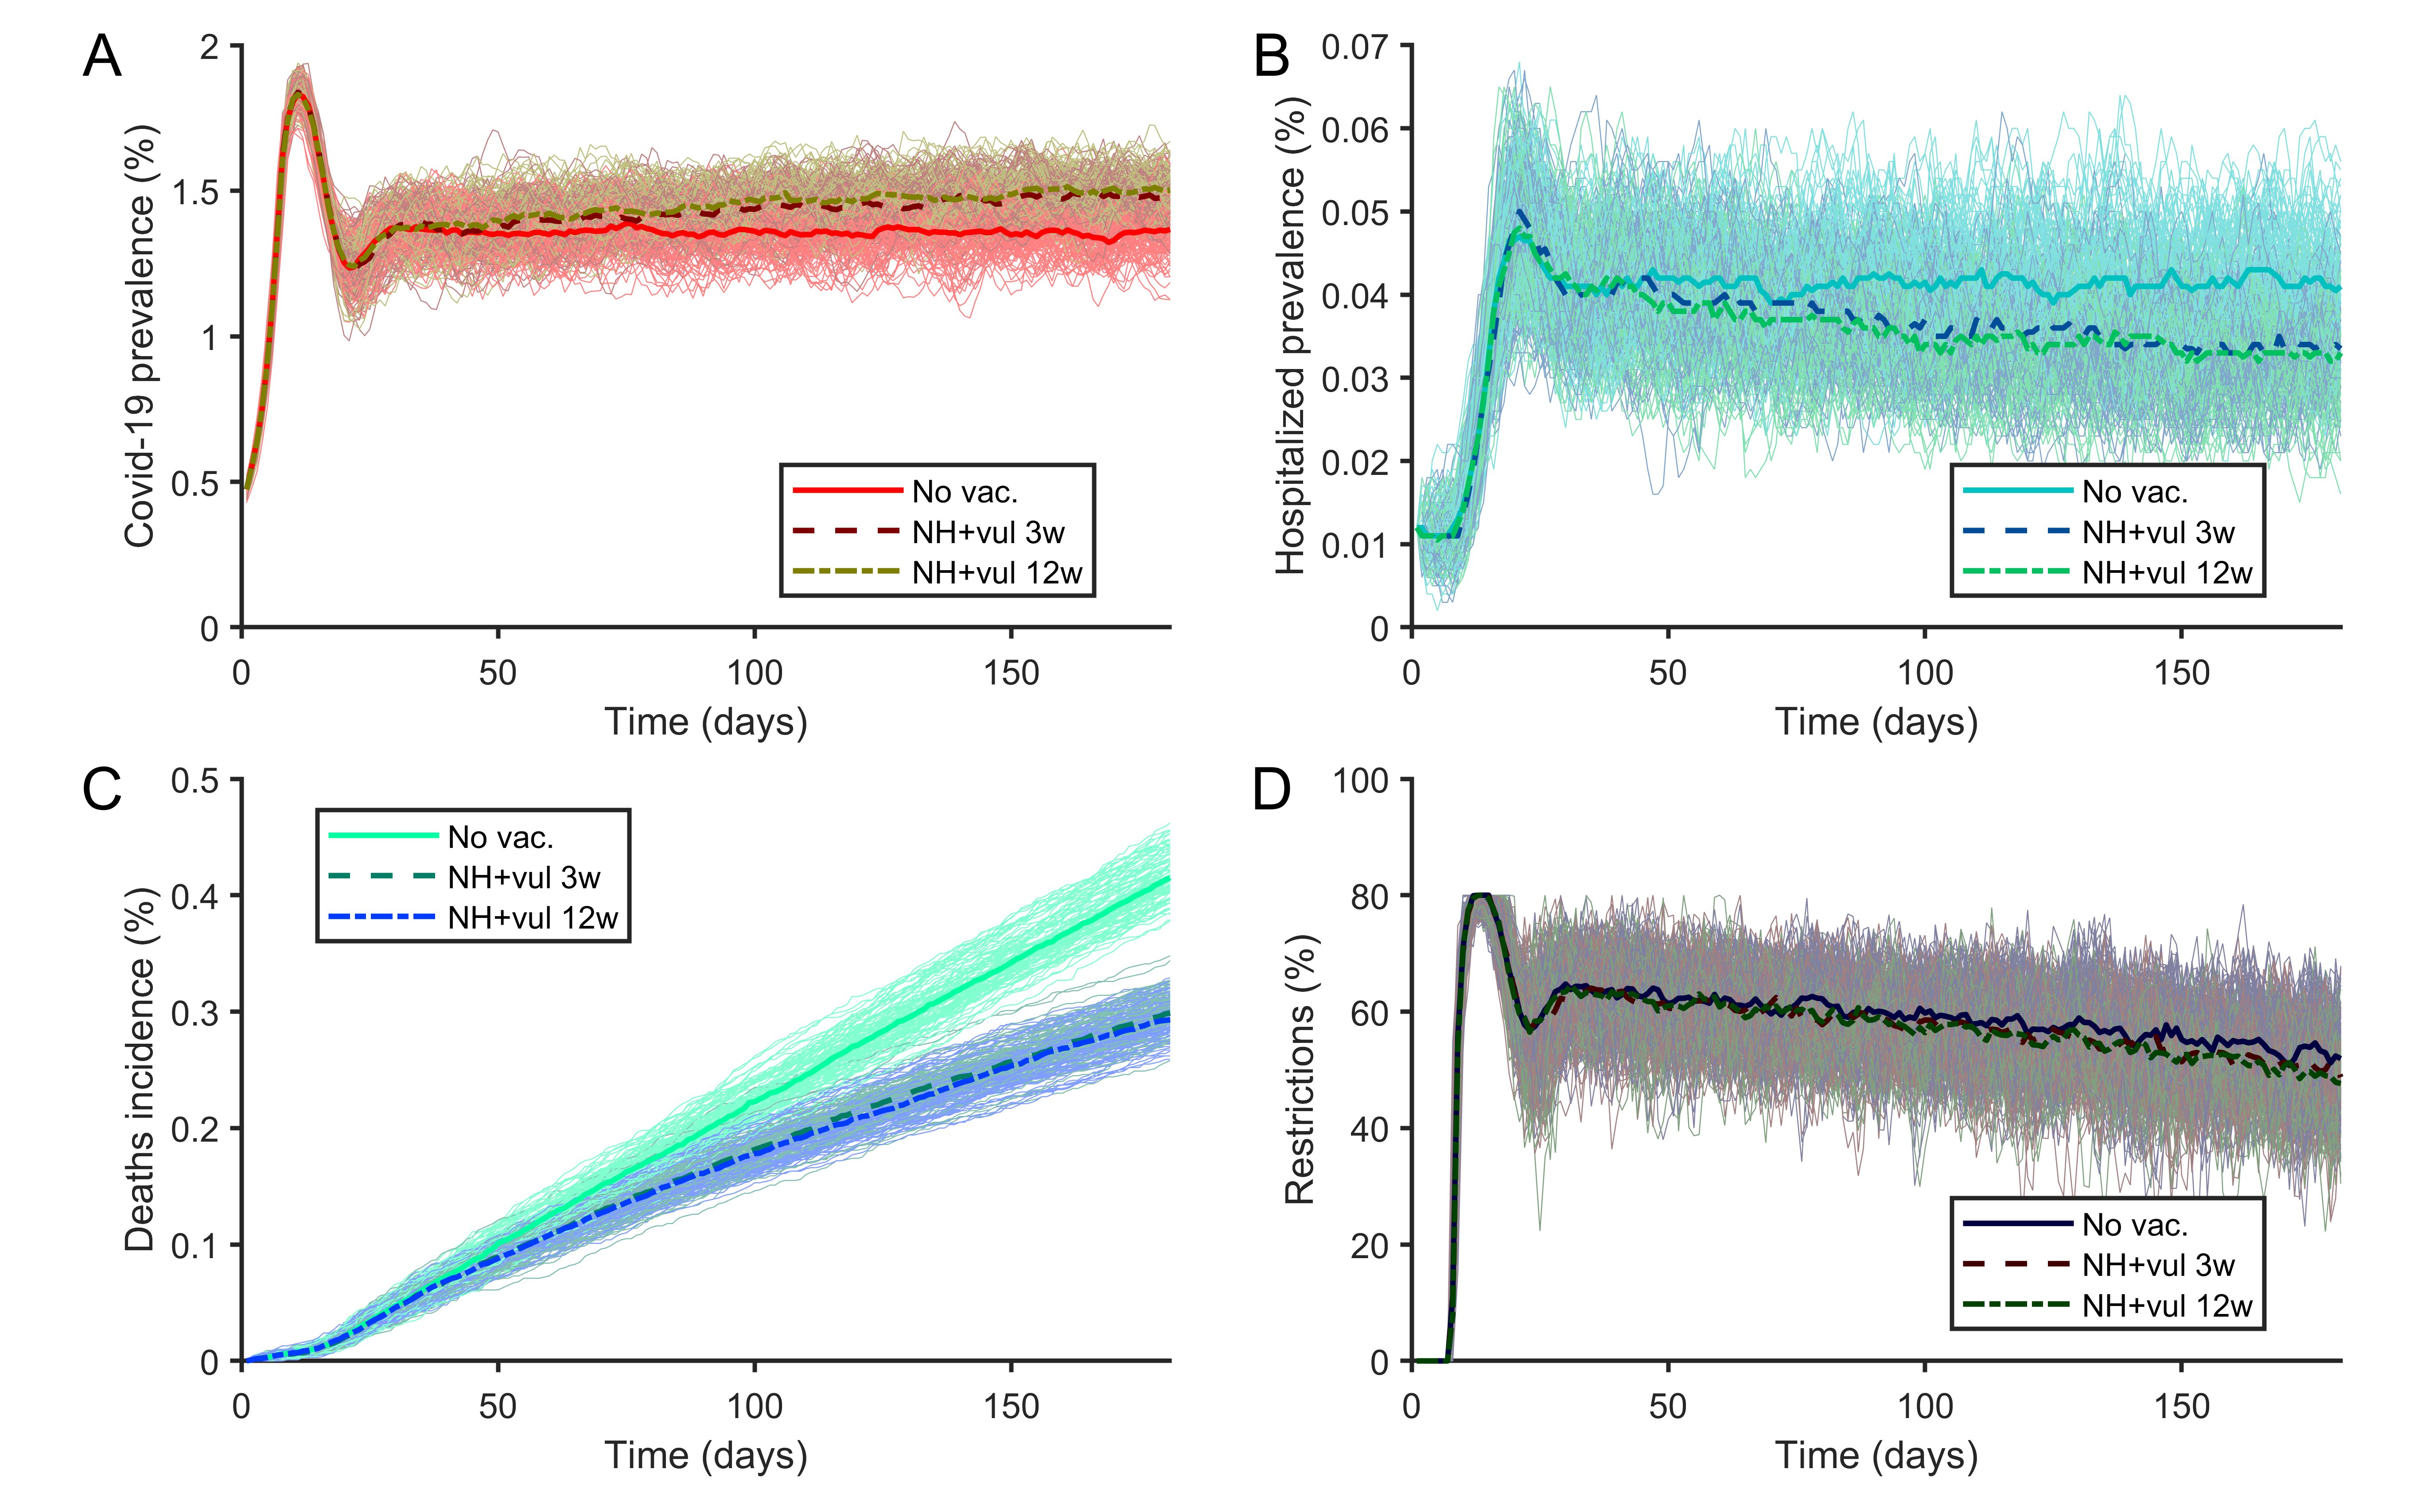 A
Covid-19 prevalence (%)
2
1.5
1
0.5
0
0 50 100 150
Time (days)
No vac.
NH+vul 3w
NH+vul 12w
B
Hospitalized prevalence (%)
0.07
0.06
0.05
0.04
0.03
0.02
0.01
0
0 50 100 150
Time (days)
No vac.
NH+vul 3w
NH+vul 12w
C
Deaths incidence (%)
0.5
0.4
0.3
0.2
0.1
0
0 50 100 150
Time (days)
No vac.
NH+vul 3w
NH+vul 12w
D
Restrictions (%)
100
80
60
40
20
0
0 50 100 150
Time (days)
No vac.
NH+vul 3w
NH+vul 12w